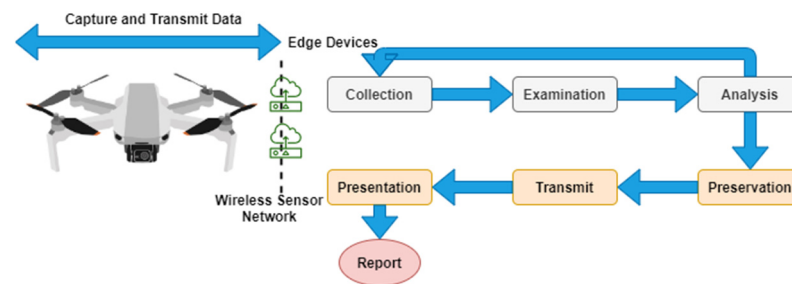 Capture and Transmit Data
Edge Devices
Collection
Examination
Analysis
Wireless Sensor
Network
Presentation
Transmit
Preservation
Report